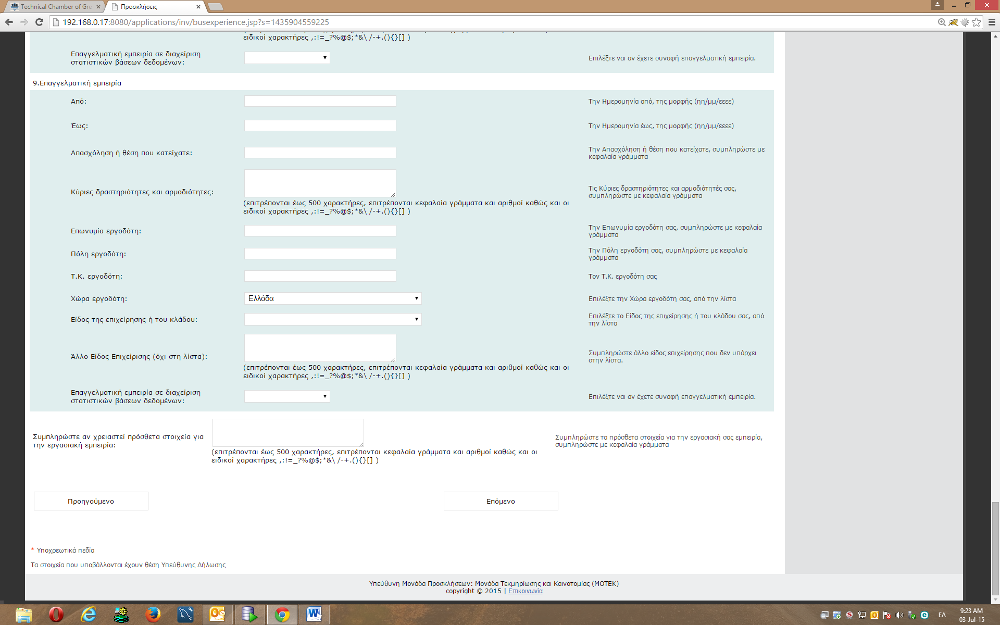 Technical Chamber of Gre
Προσκλήσεις
192.168.0.17:8080/applications/inv/busexperience.jsp?s=1435904559225
ειδικοί χαρακτήρες ,:!=_?%@$;*&\ /-+.(){}[] )
Επαγγελματική εμπειρία σε διαχείριση
στατιστικών βάσεων δεδομένων:
Επιλέξτε ναι αν έχετε συναφή επαγγελματική εμπειρία.
9.Επαγγελματική εμπειρία
Από:
Την Ημερομηνία από, της μορφής (ηη/μμ/εεεε)
Έως:
Την Ημερομηνία έως, της μορφής (ηη/μμ/εεεε)
Απασχόληση ή θέση που κατείχατε:
Την Απασχόληση ή θέση που κατείχατε, συμπληρώστε με
κεφαλαία γράμματα
Κύριες δραστηριότητες και αρμοδιότητες:
Τις Κύριες δραστηριότητες και αρμοδιότητές σας,
συμπληρώστε με κεφαλαία γράμματα
(επιτρέπονται έως 500 χαρακτήρες, επιτρέπονται κεφαλαία γράμματα και αριθμοί καθώς και οι
ειδικοί χαρακτήρες ,:!=_?%@$;*&\ /-+.(){}[] )
Επωνυμία εργοδότη:
Την Επωνυμία εργοδότη σας, συμπληρώστε με κεφαλαία
γράμματα
Πόλη εργοδότη:
Την Πόλη εργοδότη σας, συμπληρώστε με κεφαλαία
γράμματα
Τ.Κ. εργοδότη:
Τον Τ.Κ. εργοδότη σας
Χώρα εργοδότη:
Ελλάδα
Επιλέξτε την Χώρα εργοδότη σας, από την λίστα
Είδος της επιχείρησης ή του κλάδου:
Επιλέξτε το Είδος της επιχείρησης ή του κλάδου σας, από
την λίστα
Άλλο Είδος Επιχείρισης (όχι στη λίστα):
Συμπληρώστε άλλο είδος επιχείρησης που δεν υπάρχει
στην λίστα.
(επιτρέπονται έως 500 χαρακτήρες, επιτρέπονται κεφαλαία γράμματα και αριθμοί καθώς και οι
ειδικοί χαρακτήρες ,:!=_?%@$;*&\ /-+.(){}[] )
Επαγγελματική εμπειρία σε διαχείριση
στατιστικών βάσεων δεδομένων:
Επιλέξτε ναι αν έχετε συναφή επαγγελματική εμπειρία.
Συμπληρώστε αν χρειαστεί πρόσθετα στοιχεία για
την εργασιακή εμπειρία:
Συμπληρώστε τα πρόσθετα στοιχεία για την εργασιακή σας εμπειρία,
συμπληρώστε με κεφαλαία γράμματα
(επιτρέπονται έως 500 χαρακτήρες, επιτρέπονται κεφαλαία γράμματα και αριθμοί καθώς και οι
ειδικοί χαρακτήρες ,:!=_?%@$;*&\ /-+.(){}[] )
Προηγούμενο
Επόμενο
* Υποχρεωτικά πεδία
Τα στοιχεία που υποβάλλονται έχουν θέση Υπεύθυνης Δήλωσης
Υπεύθυνη Μονάδα Προσκλήσεων: Μονάδα Τεκμηρίωσης και Καινοτομίας (ΜΟΤΕΚ)
copyright © 2015 | Επικοινωνία
ΕΛ
9:23 AM
03-Jul-15